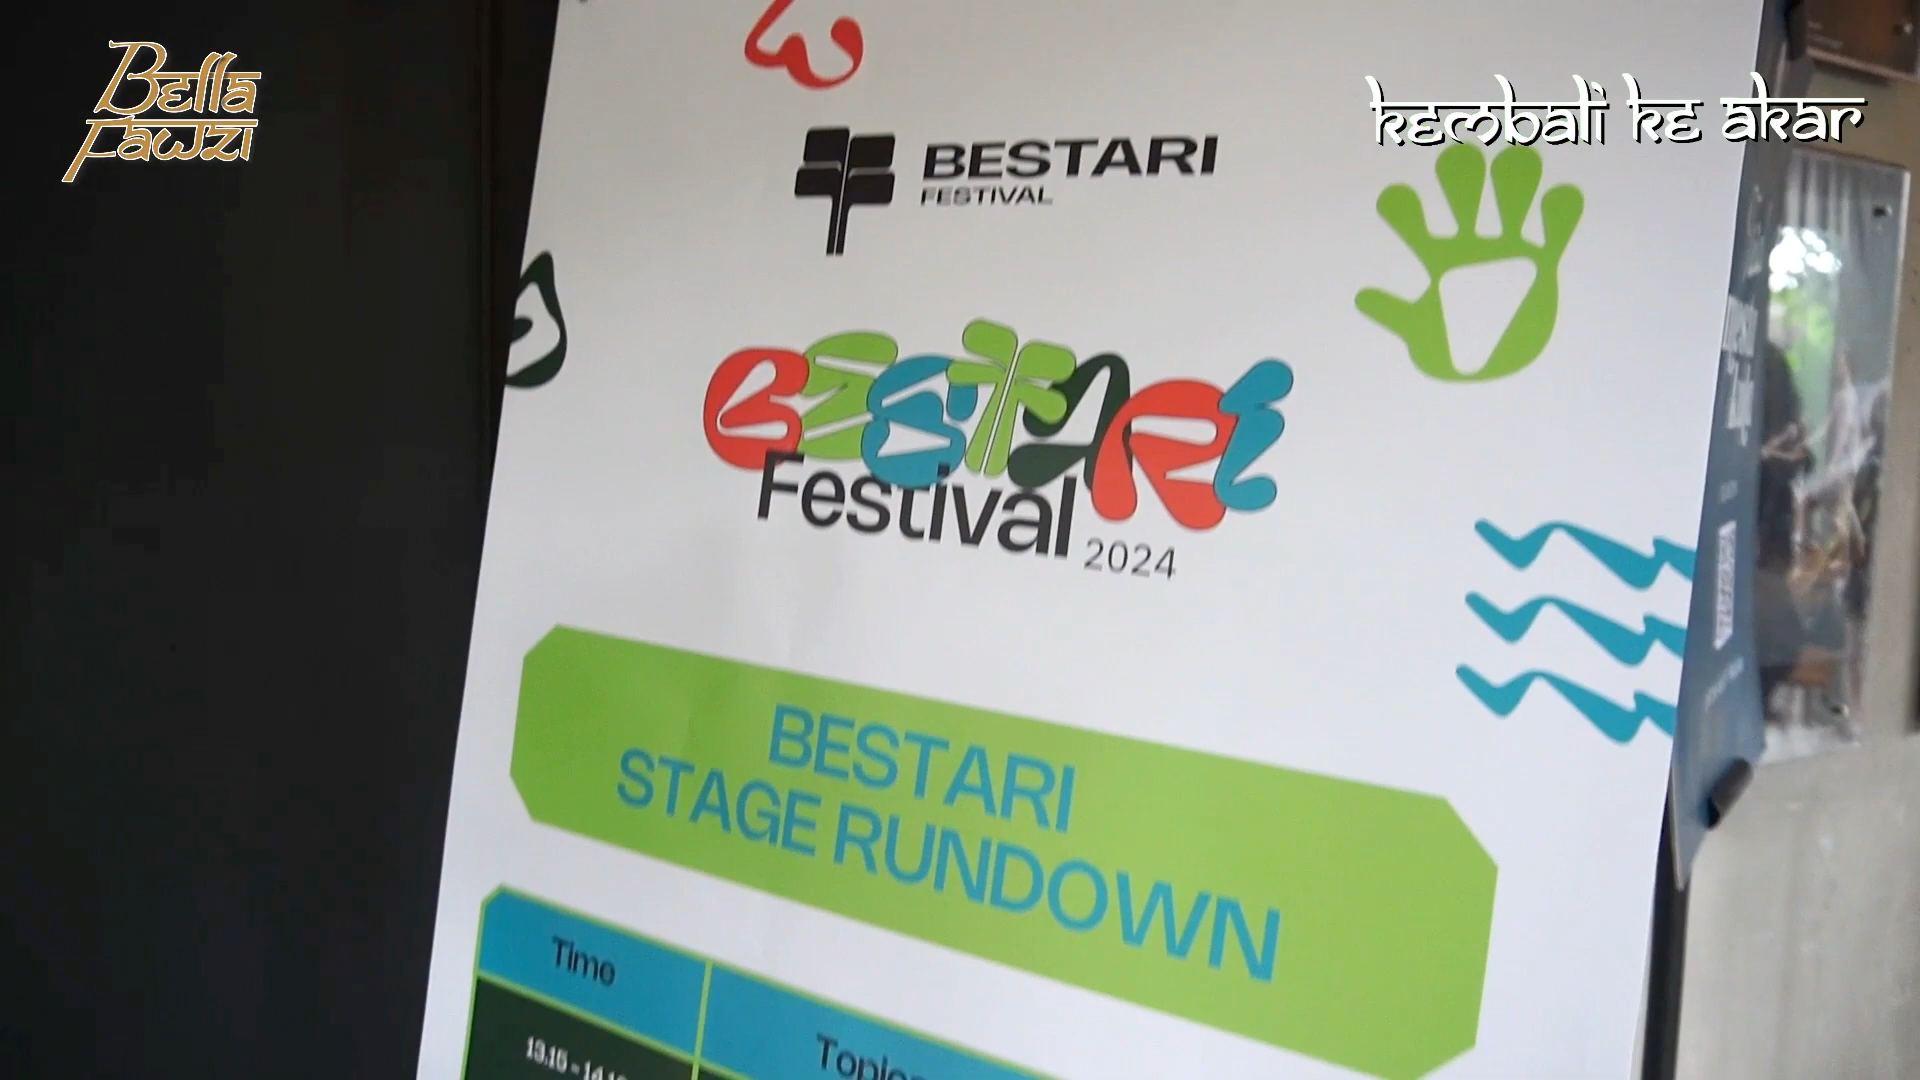 Bella
Fawzi
kembali ke akar
BESTARI
FESTIVAL
BESTARI
Festival
2024
BESTARI
STAGE RUNDOWN
Time